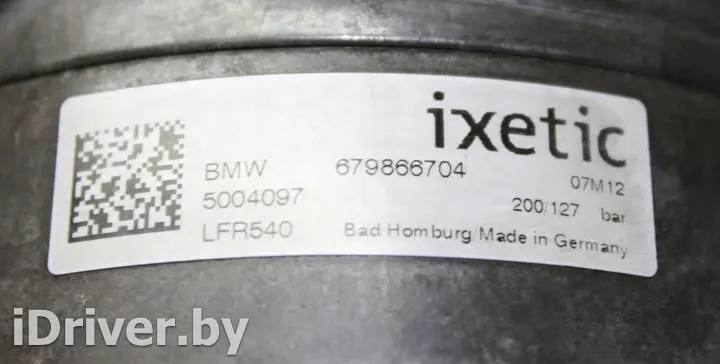 ixetic
BMW 679866704 07M12
5004097 200/127 bar
LFR540 Bad Homburg/Made in Germany
iDriver.by